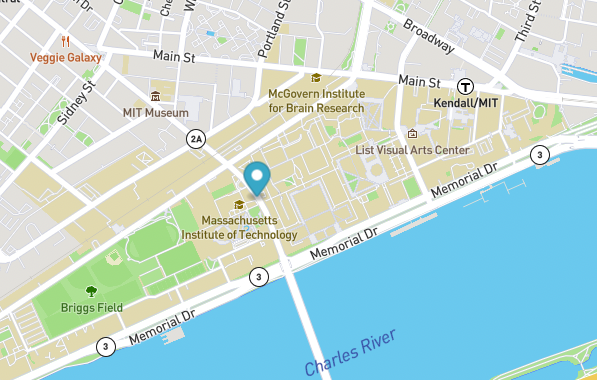 Portland St
Third St
Broadway
Veggie Galaxy
Main St
Main St
Sidney St
MIT Museum
McGovern Institute
for Brain Research
T
Kendall/MIT
2A
List Visual Arts Center
3
Memorial Dr
Massachusetts
Institute of Technology
Memorial Dr
3
Briggs Field
Memorial Dr
3
Charles River